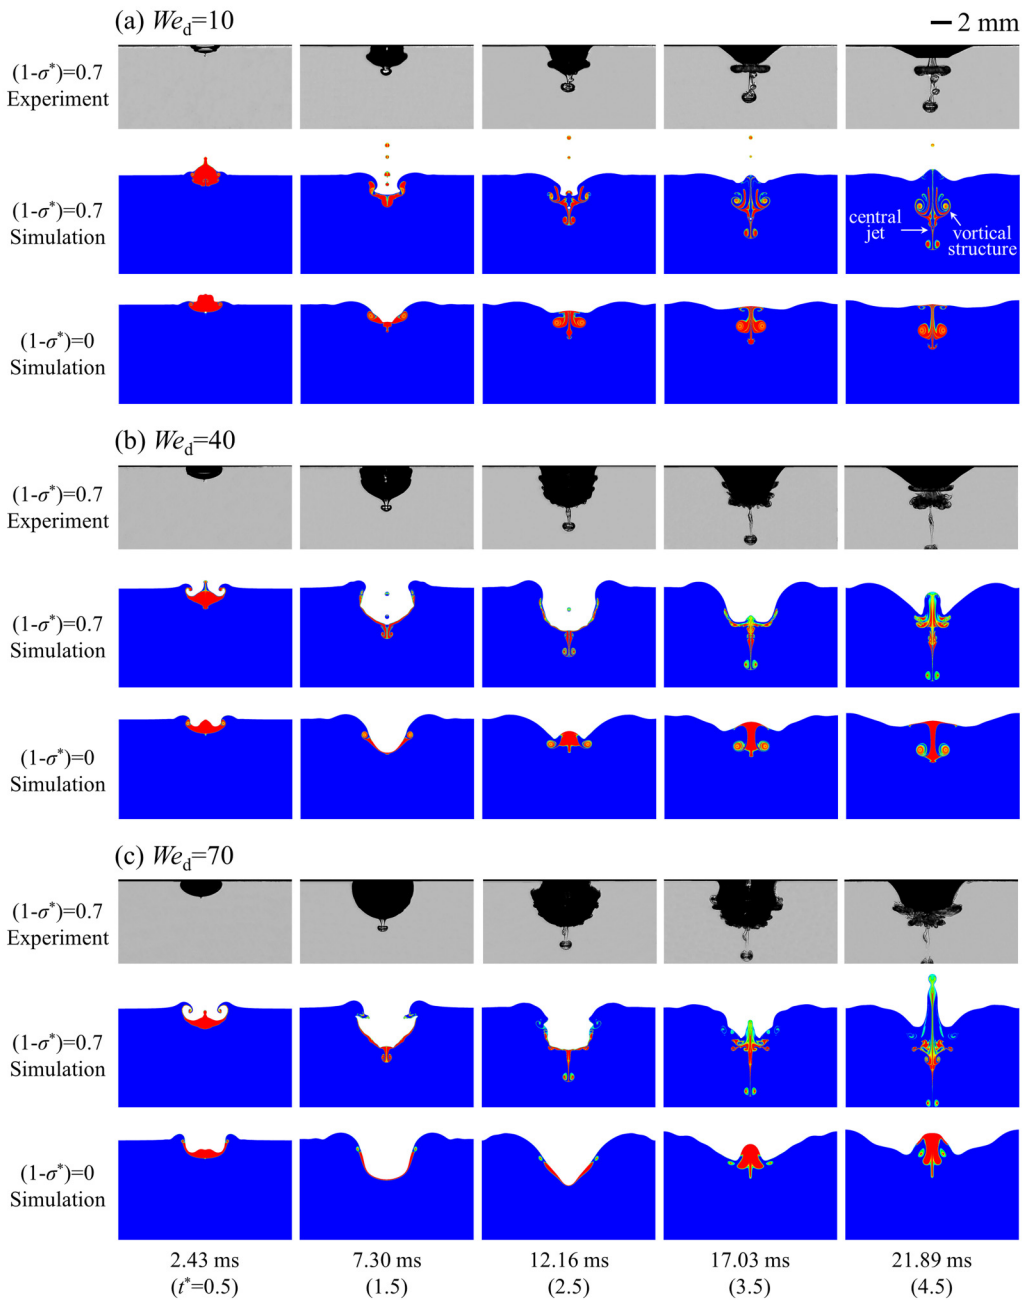 (a) We_d=10
2 mm
(1-σ*)=0.7
Experiment
(1-σ*)=0.7
Simulation
central
jet
vortical
structure
(1-σ*)=0
Simulation
(b) We_d=40
(1-σ*)=0.7
Experiment
(1-σ*)=0.7
Simulation
(1-σ*)=0
Simulation
(c) We_d=70
(1-σ*)=0.7
Experiment
(1-σ*)=0.7
Simulation
(1-σ*)=0
Simulation
2.43 ms 7.30 ms 12.16 ms 17.03 ms 21.89 ms
(t*=0.5) (1.5) (2.5) (3.5) (4.5)